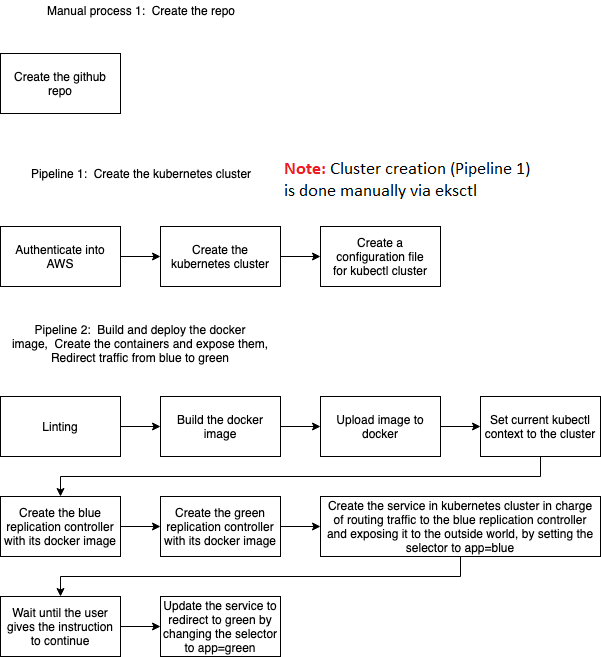 Manual process 1:  Create the repo
Create the github
repo
Pipeline 1:  Create the kubernetes cluster
Note: Cluster creation (Pipeline 1)
is done manually via eksctl
Authenticate into
AWS
Create the
kubernetes cluster
Create a
configuration file
for kubectl cluster
Pipeline 2:  Build and deploy the docker
image,  Create the containers and expose them,
Redirect traffic from blue to green
Linting
Build the docker
image
Upload image to
docker
Set current kubectl
context to the cluster
Create the blue
replication controller
with its docker image
Create the green
replication controller
with its docker image
Create the service in kubernetes cluster in charge
of routing traffic to the blue replication controller
and exposing it to the outside world, by setting the
selector to app=blue
Wait until the user
gives the instruction
to continue
Update the service to
redirect to green by
changing the selector
to app=green